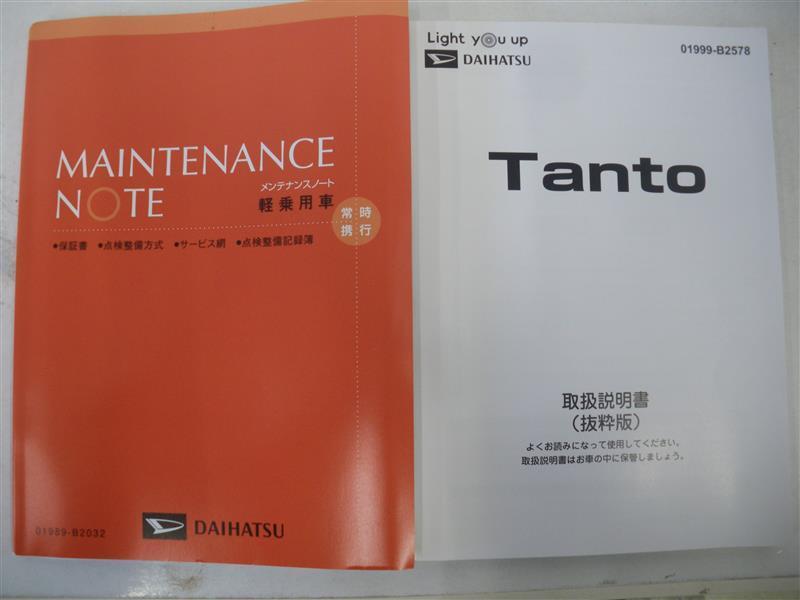 MAINTENANCE
NOTE
メンテナンスノート
軽乗用車
常時
携行
●保証書 ●点検整備方式 ●サービス網 ●点検整備記録簿
01989-B2032
DAIHATSU
Light you up
DAIHATSU
01999-B2578
Tanto
取扱説明書
(抜粋版)
よくお読みになって使用してください。
取扱説明書はお車の中に保管しましょう。